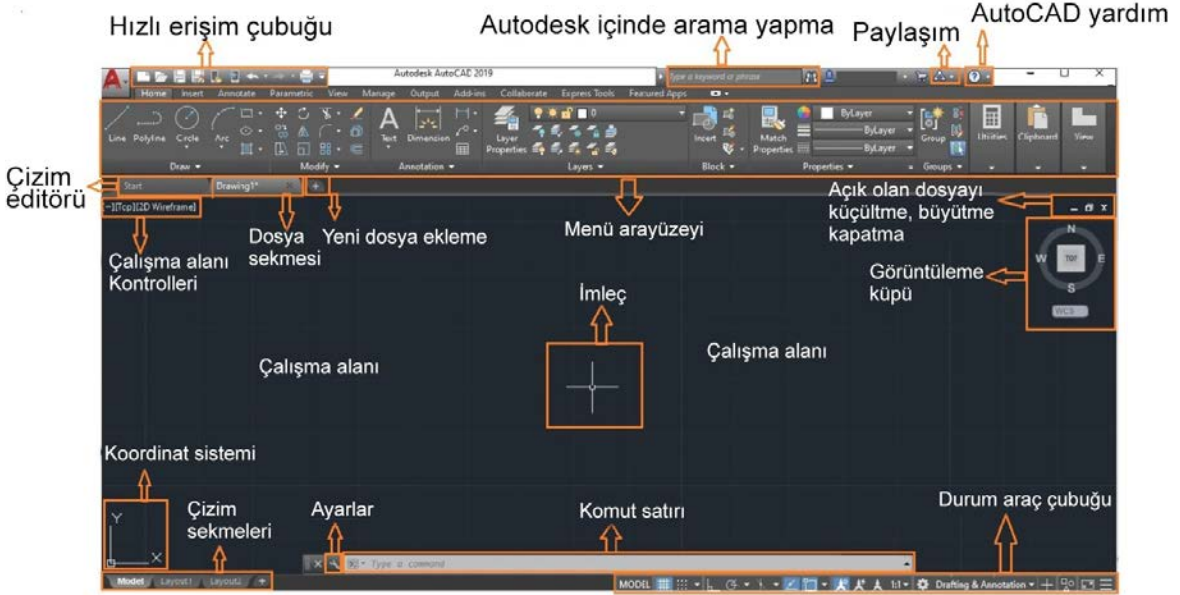 Hızlı erişim çubuğu
Autodesk içinde arama yapma
Paylaşım
AutoCAD yardım
Autodesk AutoCAD 2019
Type a keyword or phrase
Home Insert Annotate Parametric View Manage Output Add-ins Collaborate Express Tools Featured Apps
Line Polyline Circle Arc
Text Dimension
Layer
Properties
0
Insert
Match
Properties
ByLayer
ByLayer
ByLayer
Group
Utilities
Clipboard
View
Draw Modify Annotation Layers Block Properties Groups
Çizim
editörü
Start Drawing1*
[–][Top][2D Wireframe]
Dosya
sekmesi
Yeni dosya ekleme
Menü arayüzeyi
Açık olan dosyayı
küçültme, büyütme
kapatma
Çalışma alanı
Kontrolleri
Görüntüleme
küpü
N
W TOP E
S
WCS
İmleç
Çalışma alanı
Çalışma alanı
Koordinat sistemi
Y
X
Çizim
sekmeleri
Ayarlar
Komut satırı
Durum araç çubuğu
Type a command
Model Layout1 Layout2 +
MODEL 1:1 Drafting & Annotation